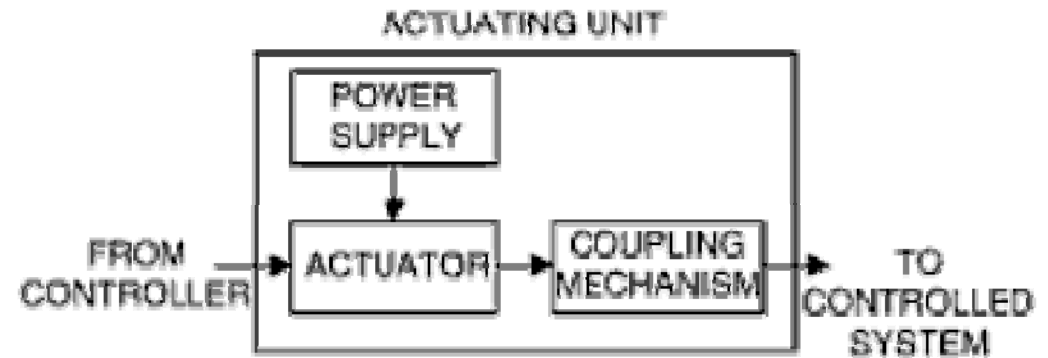 ACTUATING UNIT
POWER
SUPPLY
FROM
CONTROLLER
ACTUATOR
COUPLING
MECHANISM
TO
CONTROLLED
SYSTEM